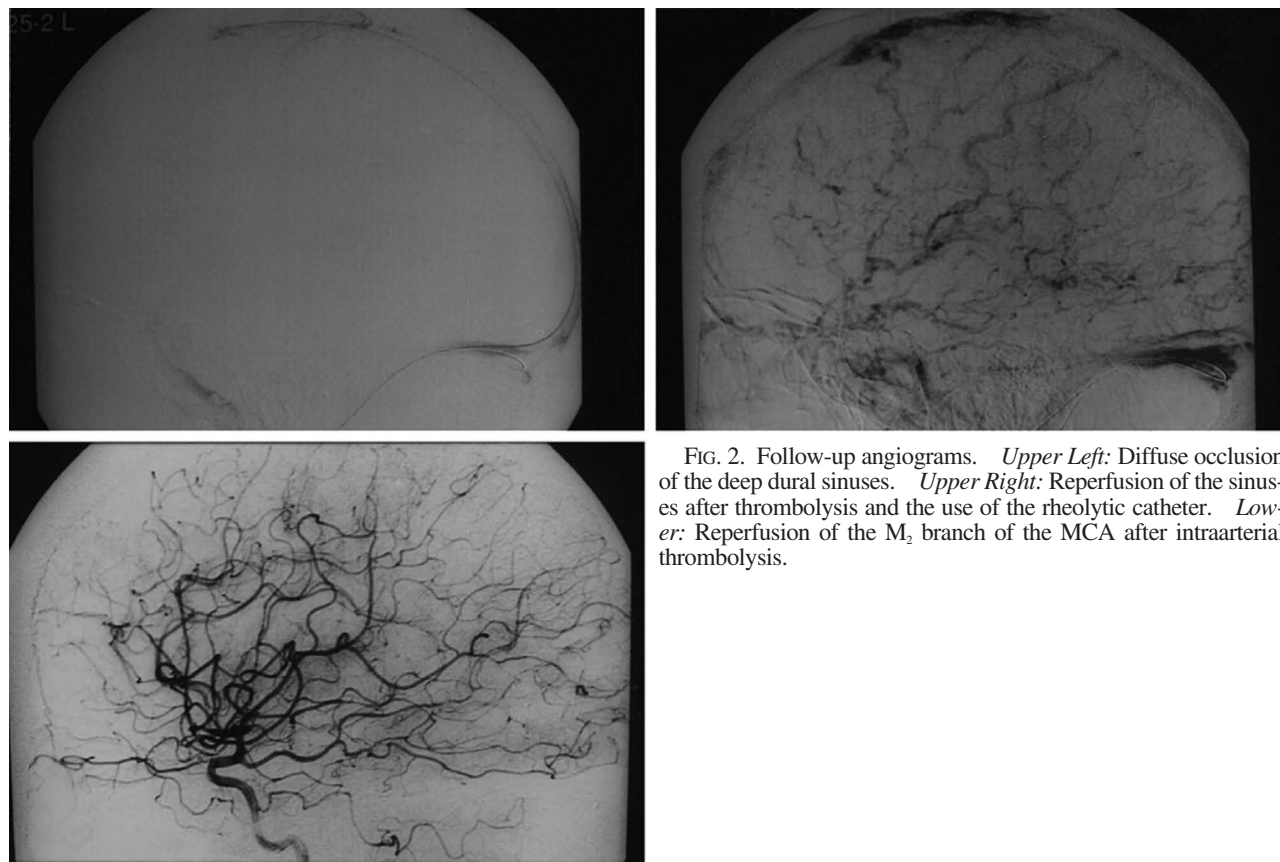 25-2 L
FIG. 2. Follow-up angiograms. Upper Left: Diffuse occlusion
of the deep dural sinuses. Upper Right: Reperfusion of the sinus-
es after thrombolysis and the use of the rheolytic catheter. Low-
er: Reperfusion of the M2 branch of the MCA after intraarterial
thrombolysis.